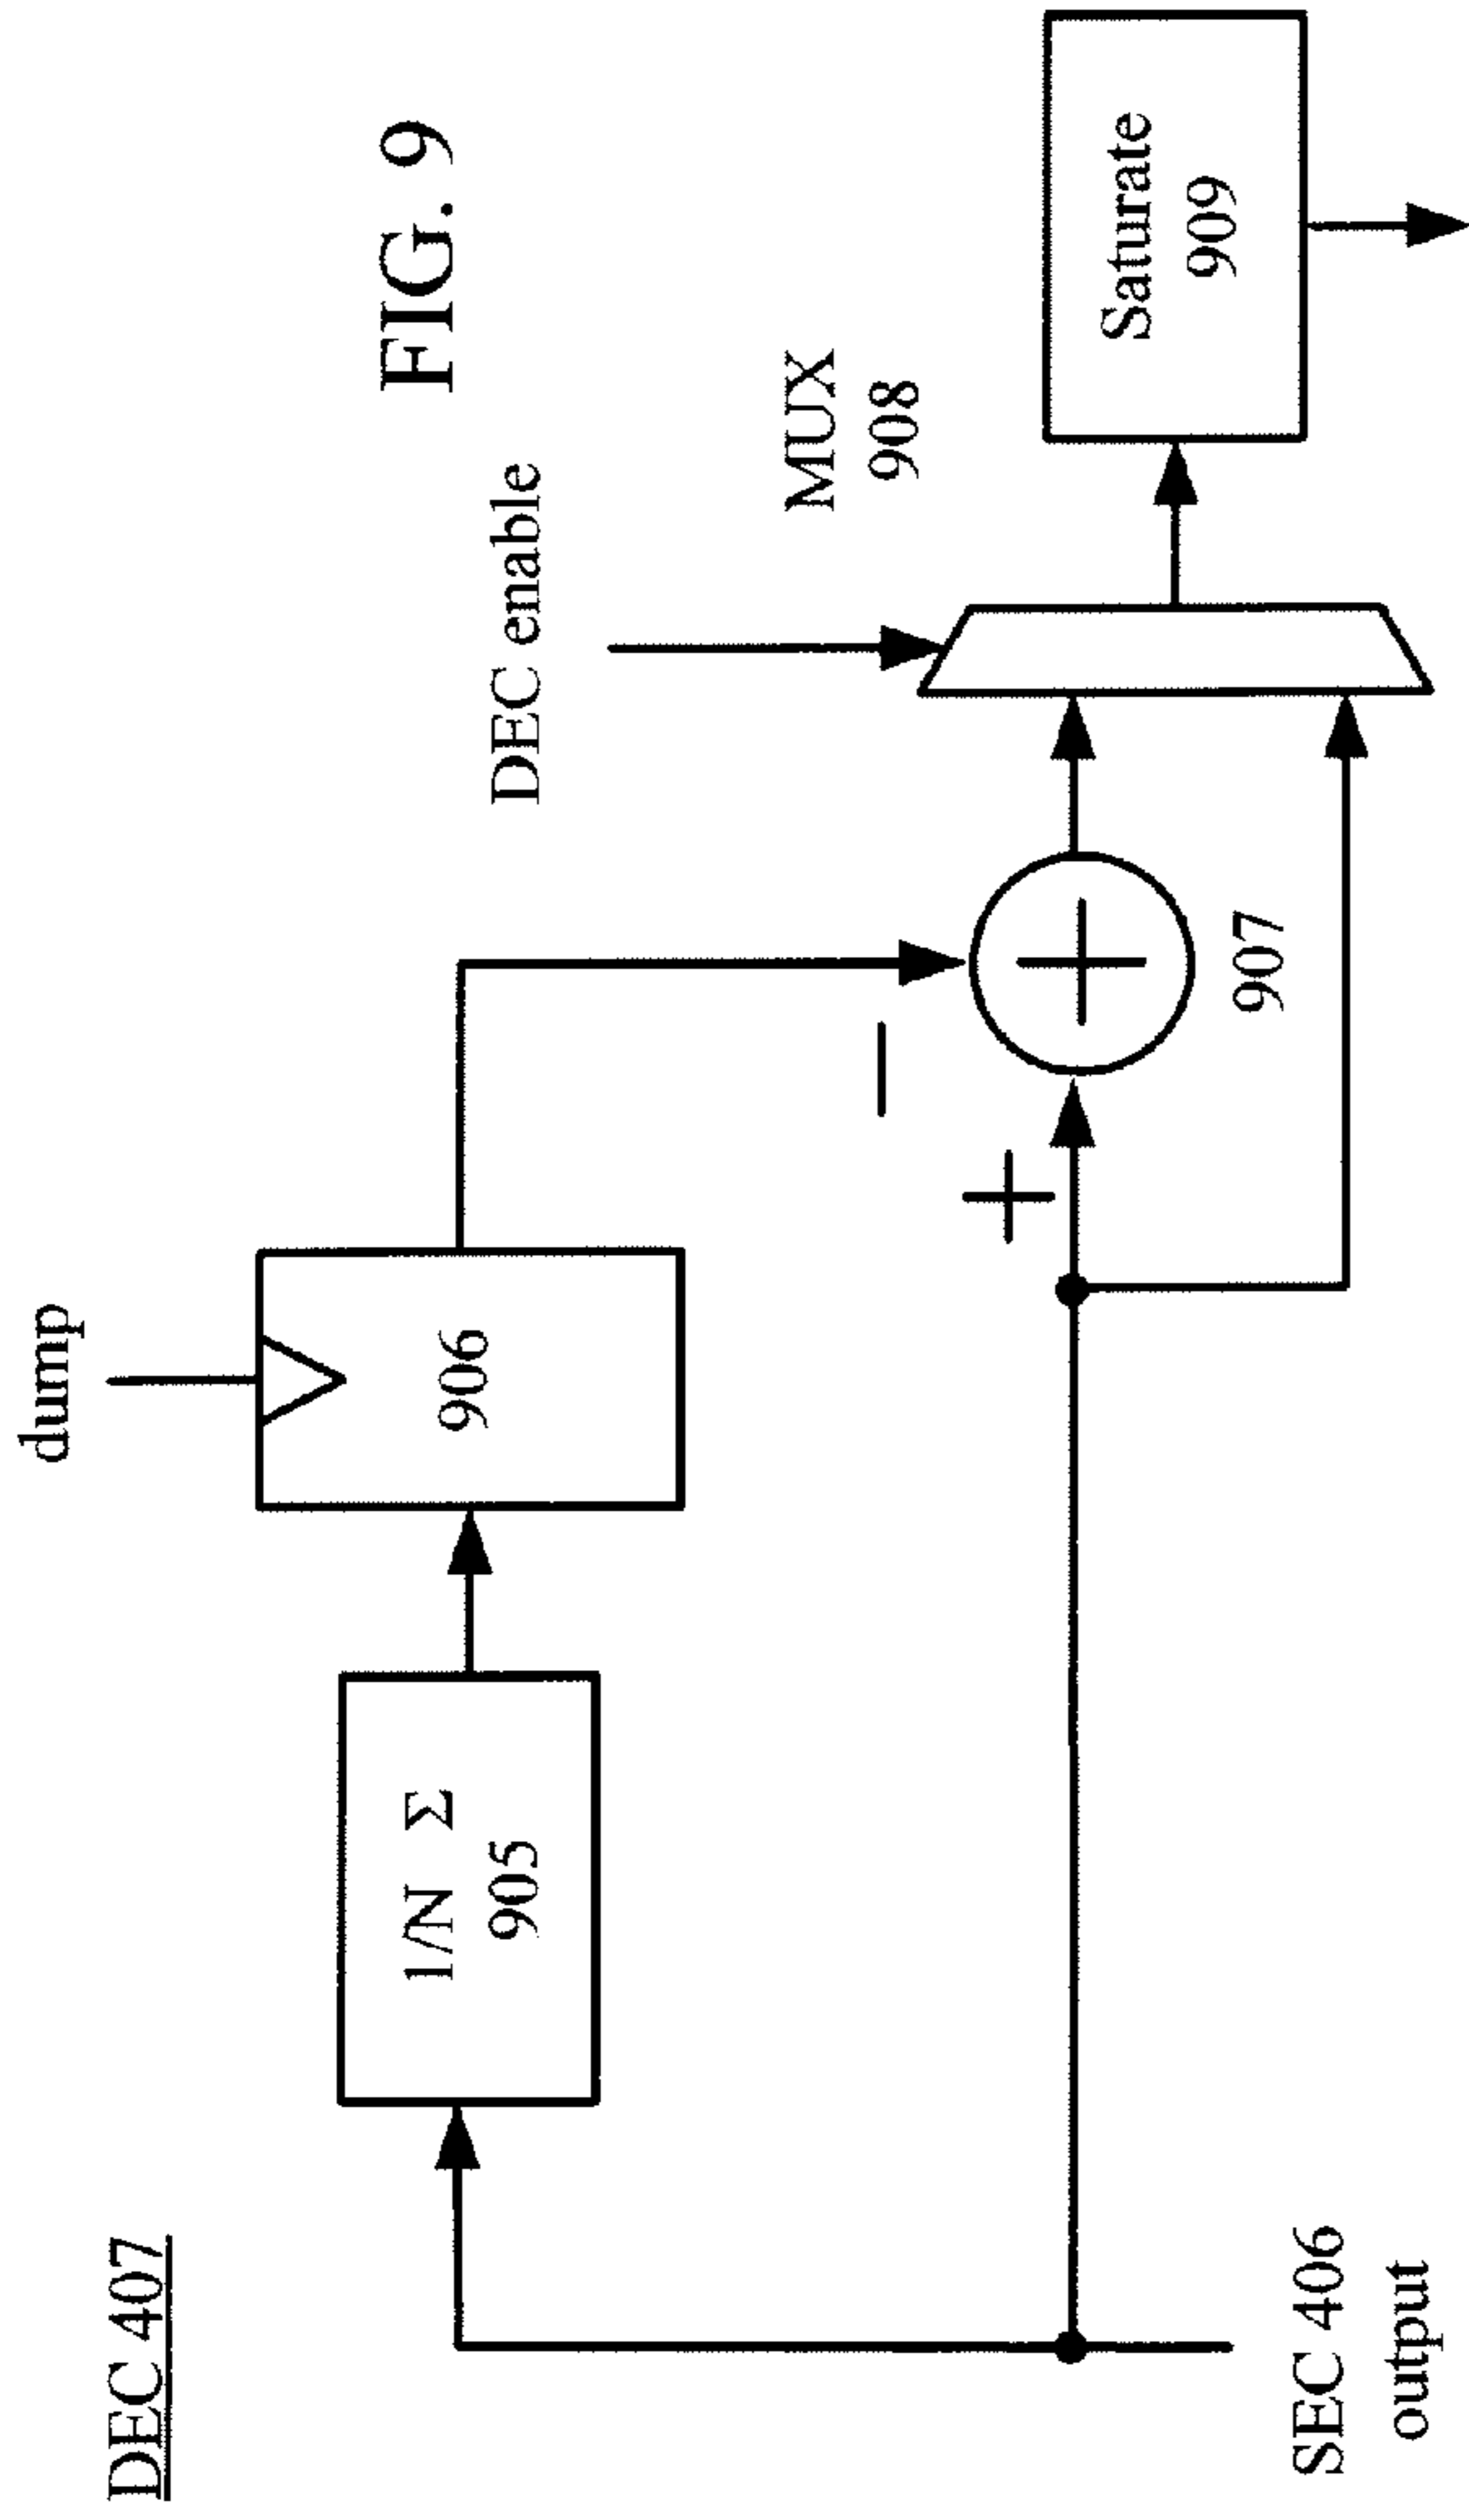 DEC 407
dump
FIG. 9
1/N Σ
905
906
DEC enable
MUX
908
+
−
907
Saturate
909
SEC 406
output